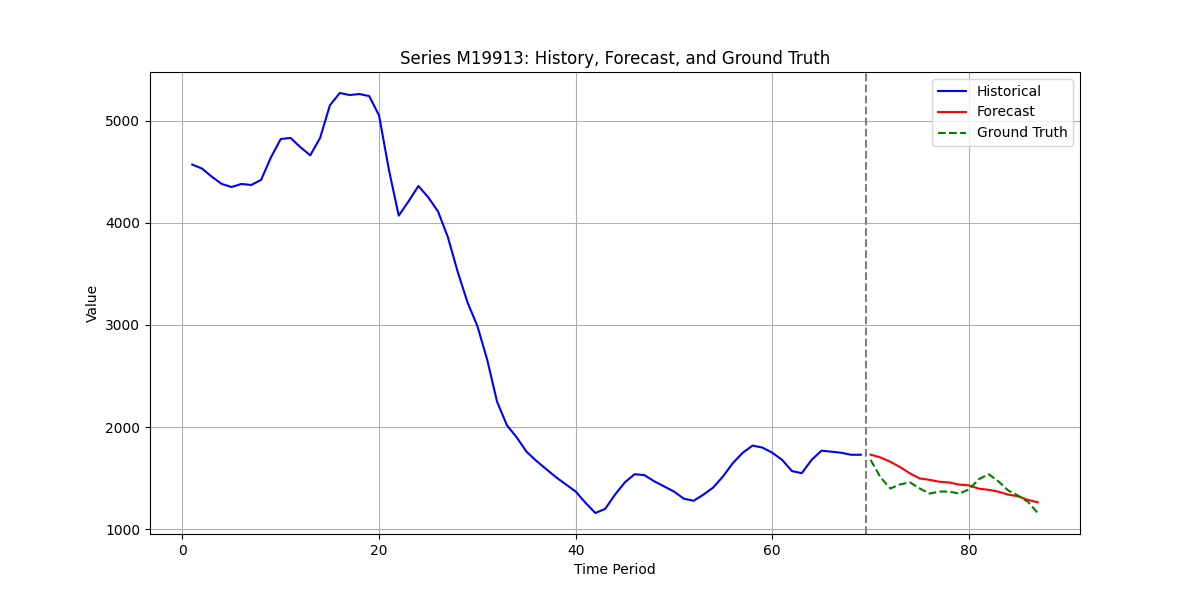 Series M19913: History, Forecast, and Ground Truth
Historical
Forecast
Ground Truth
5000
4000
3000
2000
1000
Value
0 20 40 60 80
Time Period